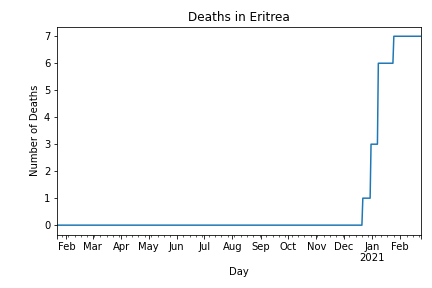 Deaths in Eritrea
7
6
5
4
3
2
1
0
Number of Deaths
Feb Mar Apr May Jun Jul Aug Sep Oct Nov Dec Jan Feb
2021
Day